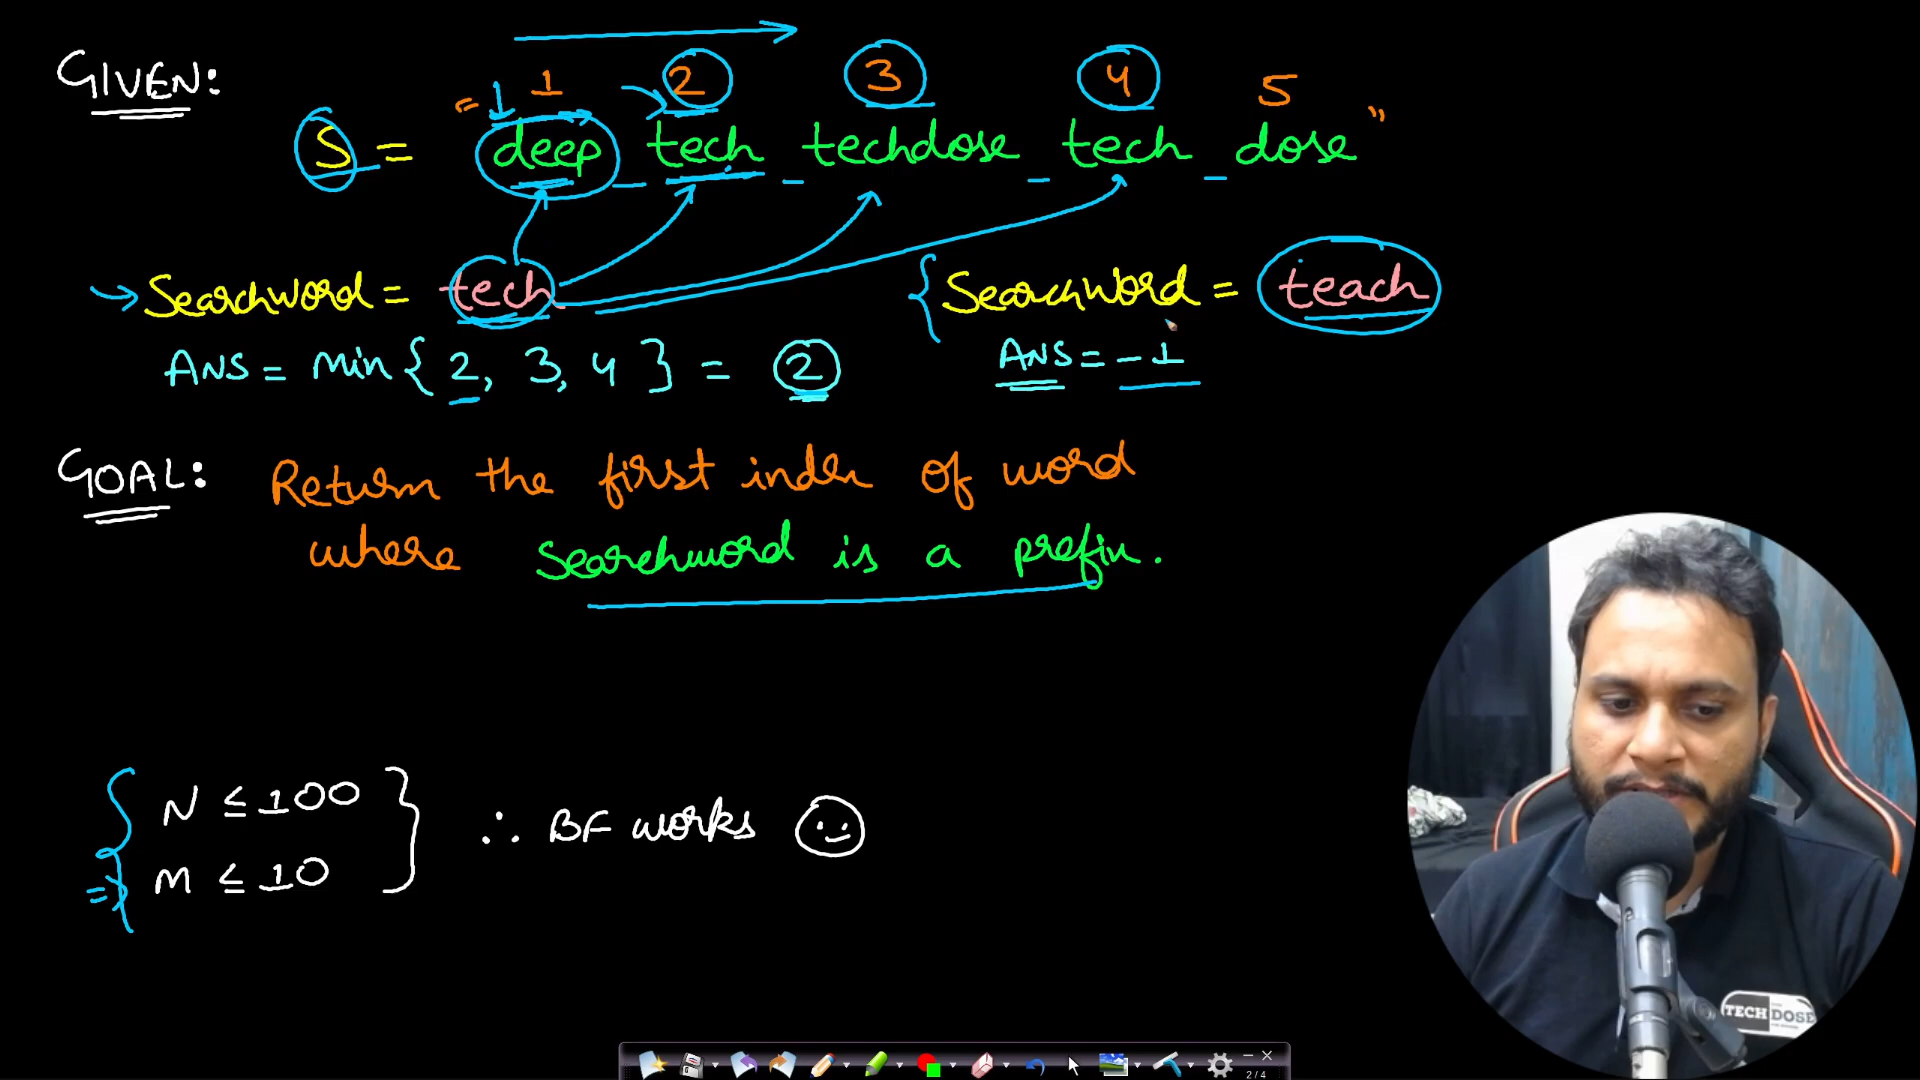 GIVEN:
1 2 3 4 5
S = " deep _ tech _ techdose _ tech _ dose "
Searchword = tech
Searchword = teach
ANS = min { 2, 3, 4 } = 2
ANS = -1
GOAL: Return the first index of word
where Searchword is a prefix.
N ≤ 100
M ≤ 10
∴ BF works
TECH DOSE
2/4